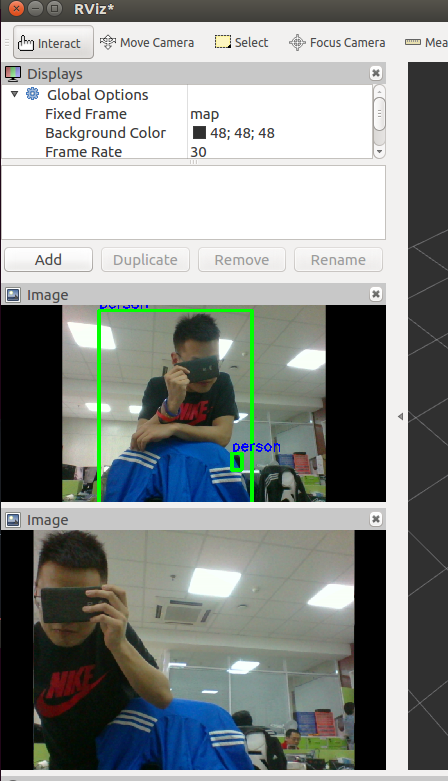 RViz*
Interact Move Camera Select Focus Camera Mea
Displays
Global Options
Fixed Frame map
Background Color 48; 48; 48
Frame Rate 30
Add Duplicate Remove Rename
Image
person
NIKE
person
Image
NIKE